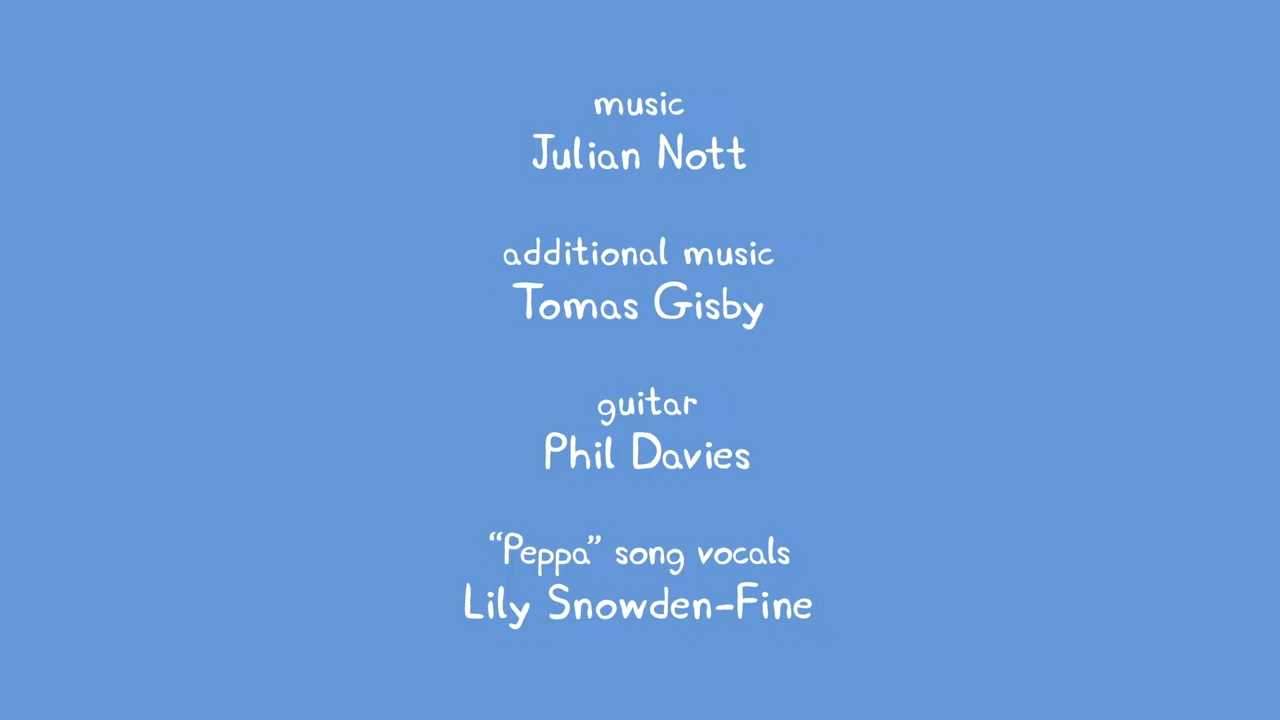 music
Julian Nott
additional music
Tomas Gisby
guitar
Phil Davies
“Peppa” song vocals
Lily Snowden-Fine